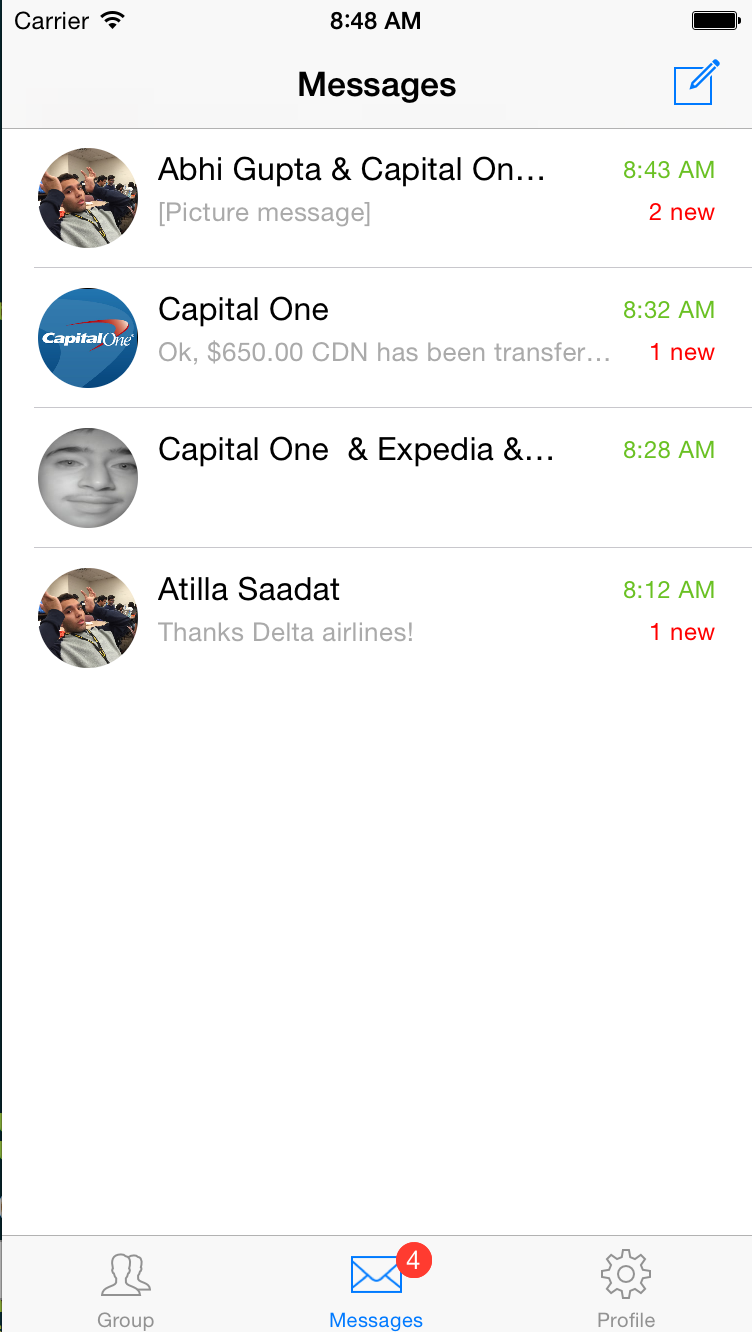 Carrier 8:48 AM
Messages
Abhi Gupta & Capital On... 8:43 AM
[Picture message] 2 new
Capital One 8:32 AM
CapitalOne
Ok, $650.00 CDN has been transfer... 1 new
Capital One  & Expedia &... 8:28 AM
Atilla Saadat 8:12 AM
Thanks Delta airlines! 1 new
4
Group Messages Profile